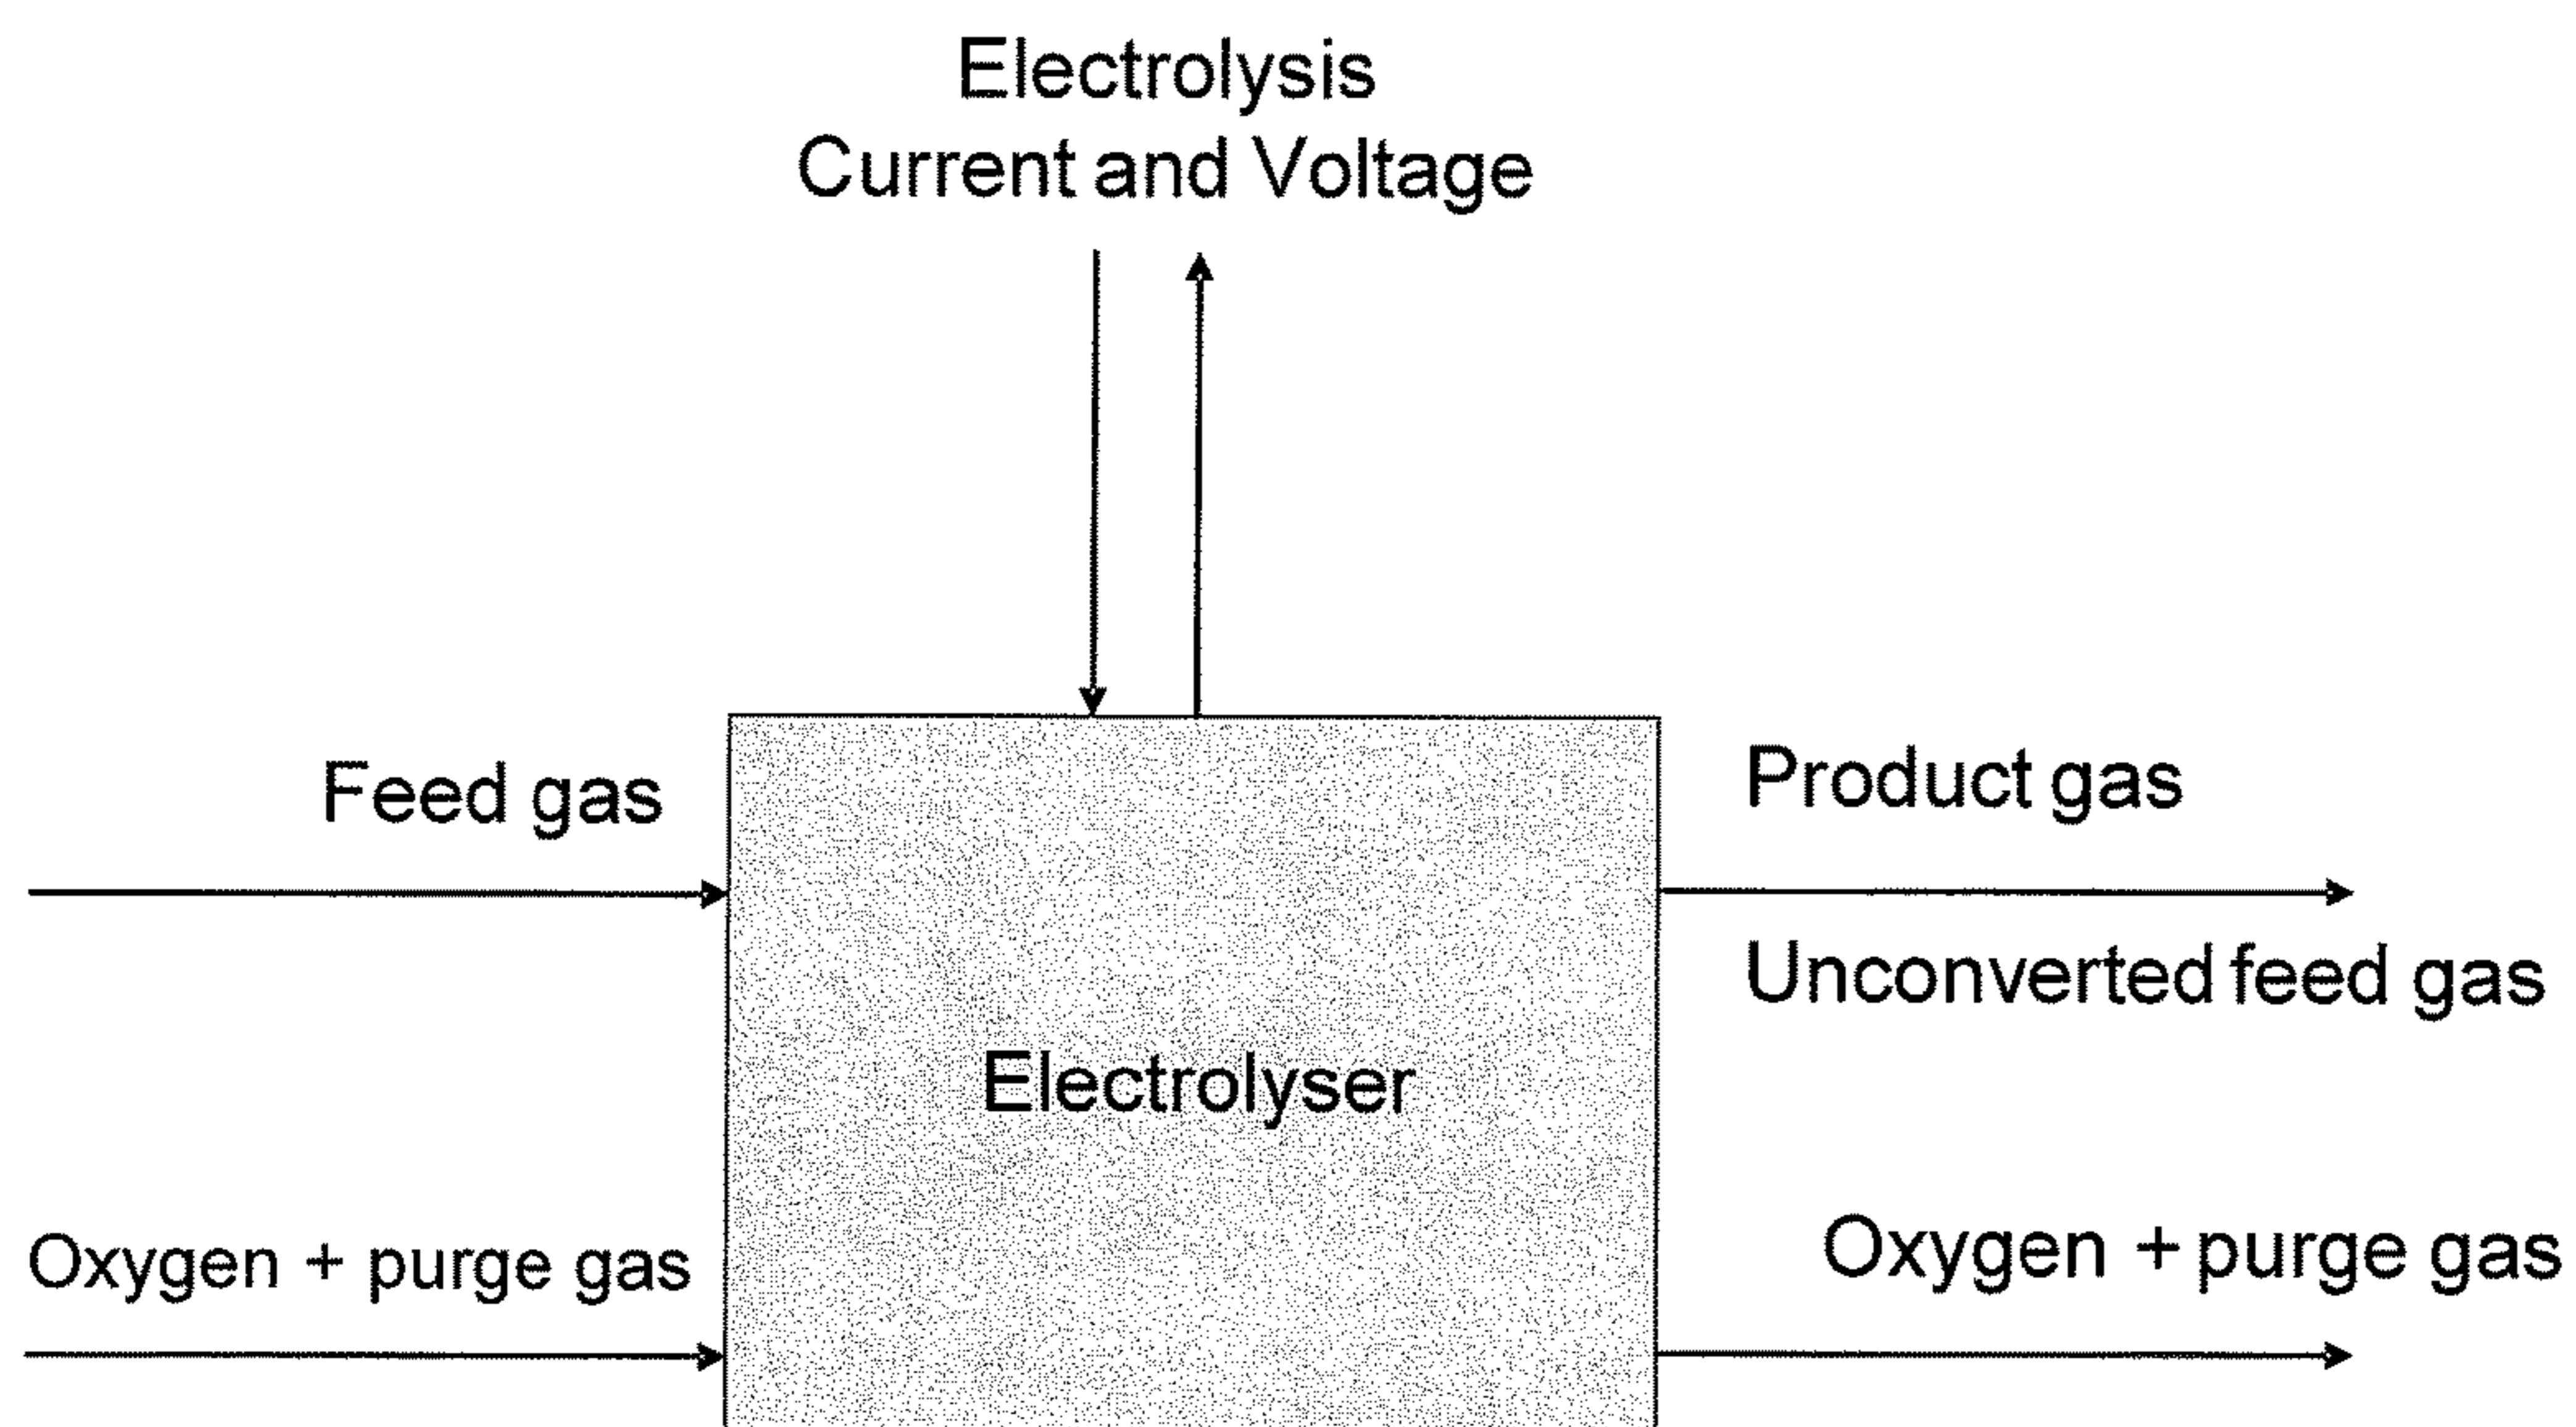 Electrolysis
Current and Voltage
Feed gas
Product gas
Unconverted feed gas
Electrolyser
Oxygen + purge gas
Oxygen + purge gas